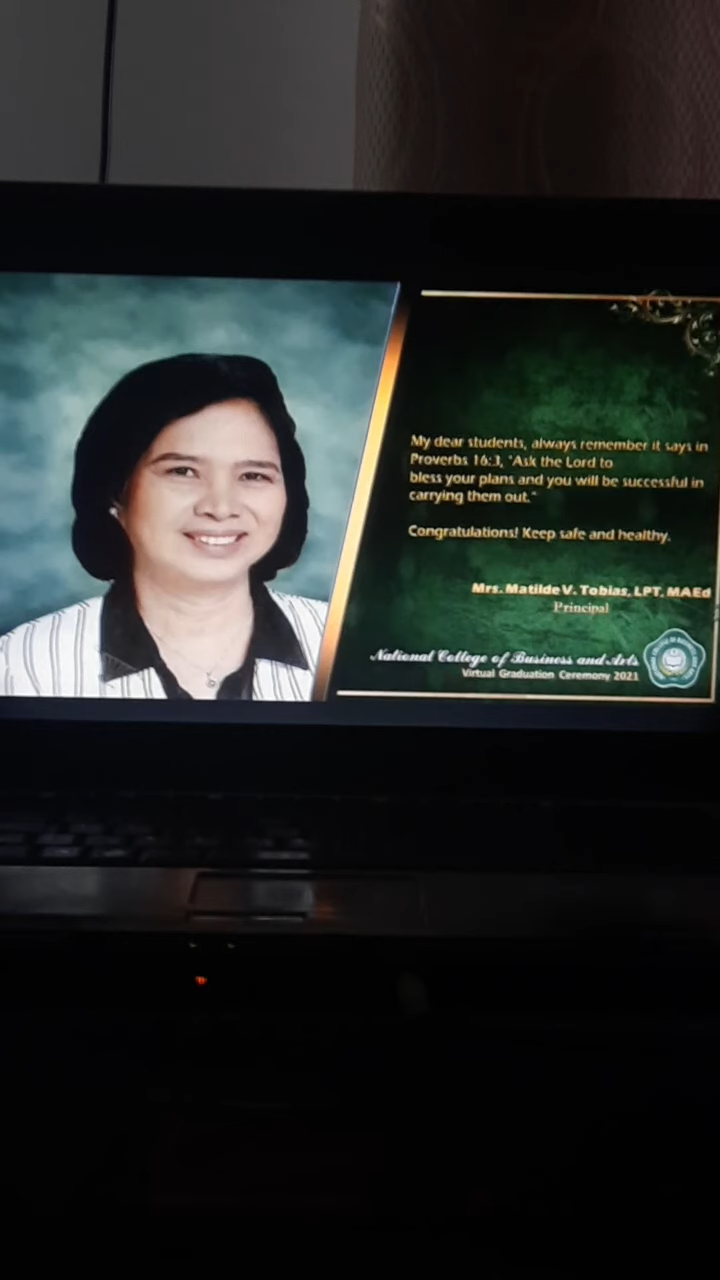 My dear students, always remember it says in
Proverbs 16:3, "Ask the Lord to
bless your plans and you will be successful in
carrying them out."
Congratulations! Keep safe and healthy.
Mrs. Matilde V. Tobias, LPT, MAEd
Principal
National College of Business and Arts
Virtual Graduation Ceremony 2021